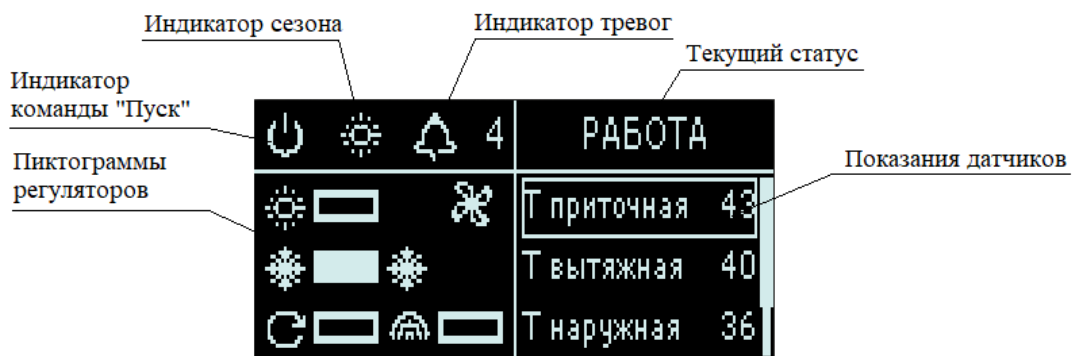 Индикатор сезона
Индикатор тревог
Текущий статус
Индикатор
команды "Пуск"
4
РАБОТА
Пиктограммы
регуляторов
Показания датчиков
Т приточная 43
Т вытяжная 40
Т наружная 36